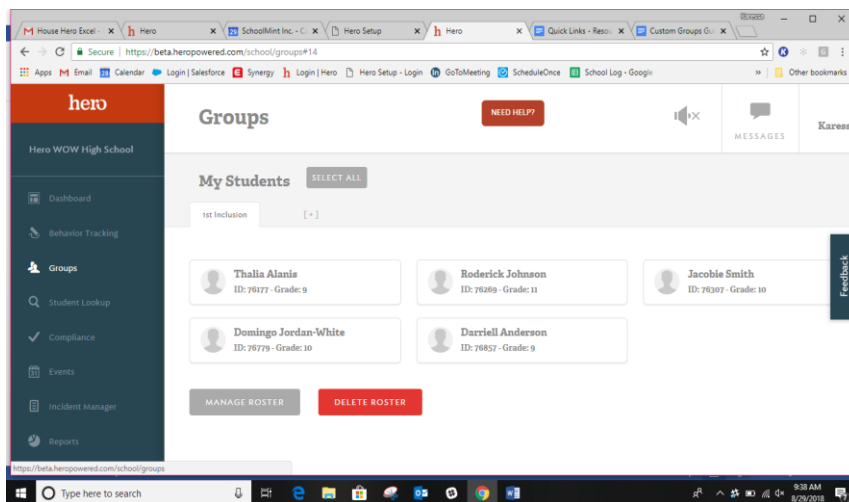 House Hero Excel -
Hero
SchoolMint Inc. - C
Hero Setup
Hero
Quick Links - Resou
Custom Groups Gu
Secure | https://beta.heropowered.com/school/groups#14
Apps
Email
Calendar
Login | Salesforce
Synergy
Login | Hero
Hero Setup - Login
GoToMeeting
ScheduleOnce
School Log - Google
»
Other bookmarks
hero
Groups
NEED HELP?
MESSAGES
Karess
Hero WOW High School
My Students
SELECT ALL
Dashboard
1st Inclusion
[+]
Behavior Tracking
Groups
Student Lookup
Compliance
Events
Incident Manager
Reports
Thalia Alanis
ID: 76177 - Grade: 9
Roderick Johnson
ID: 76269 - Grade: 11
Jacobie Smith
ID: 76307 - Grade: 10
Domingo Jordan-White
ID: 76779 - Grade: 10
Darriell Anderson
ID: 76857 - Grade: 9
MANAGE ROSTER
DELETE ROSTER
Feedback
https://beta.heropowered.com/school/groups
Type here to search
9:38 AM
8/29/2018